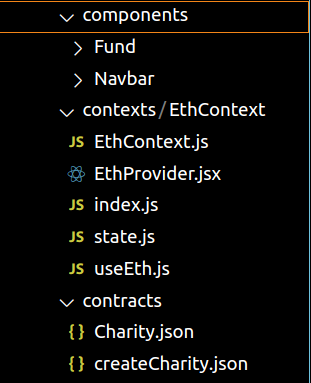 components
Fund
Navbar
contexts / EthContext
JS EthContext.js
EthProvider.jsx
JS index.js
JS state.js
JS useEth.js
contracts
{ } Charity.json
{ } createCharity.json